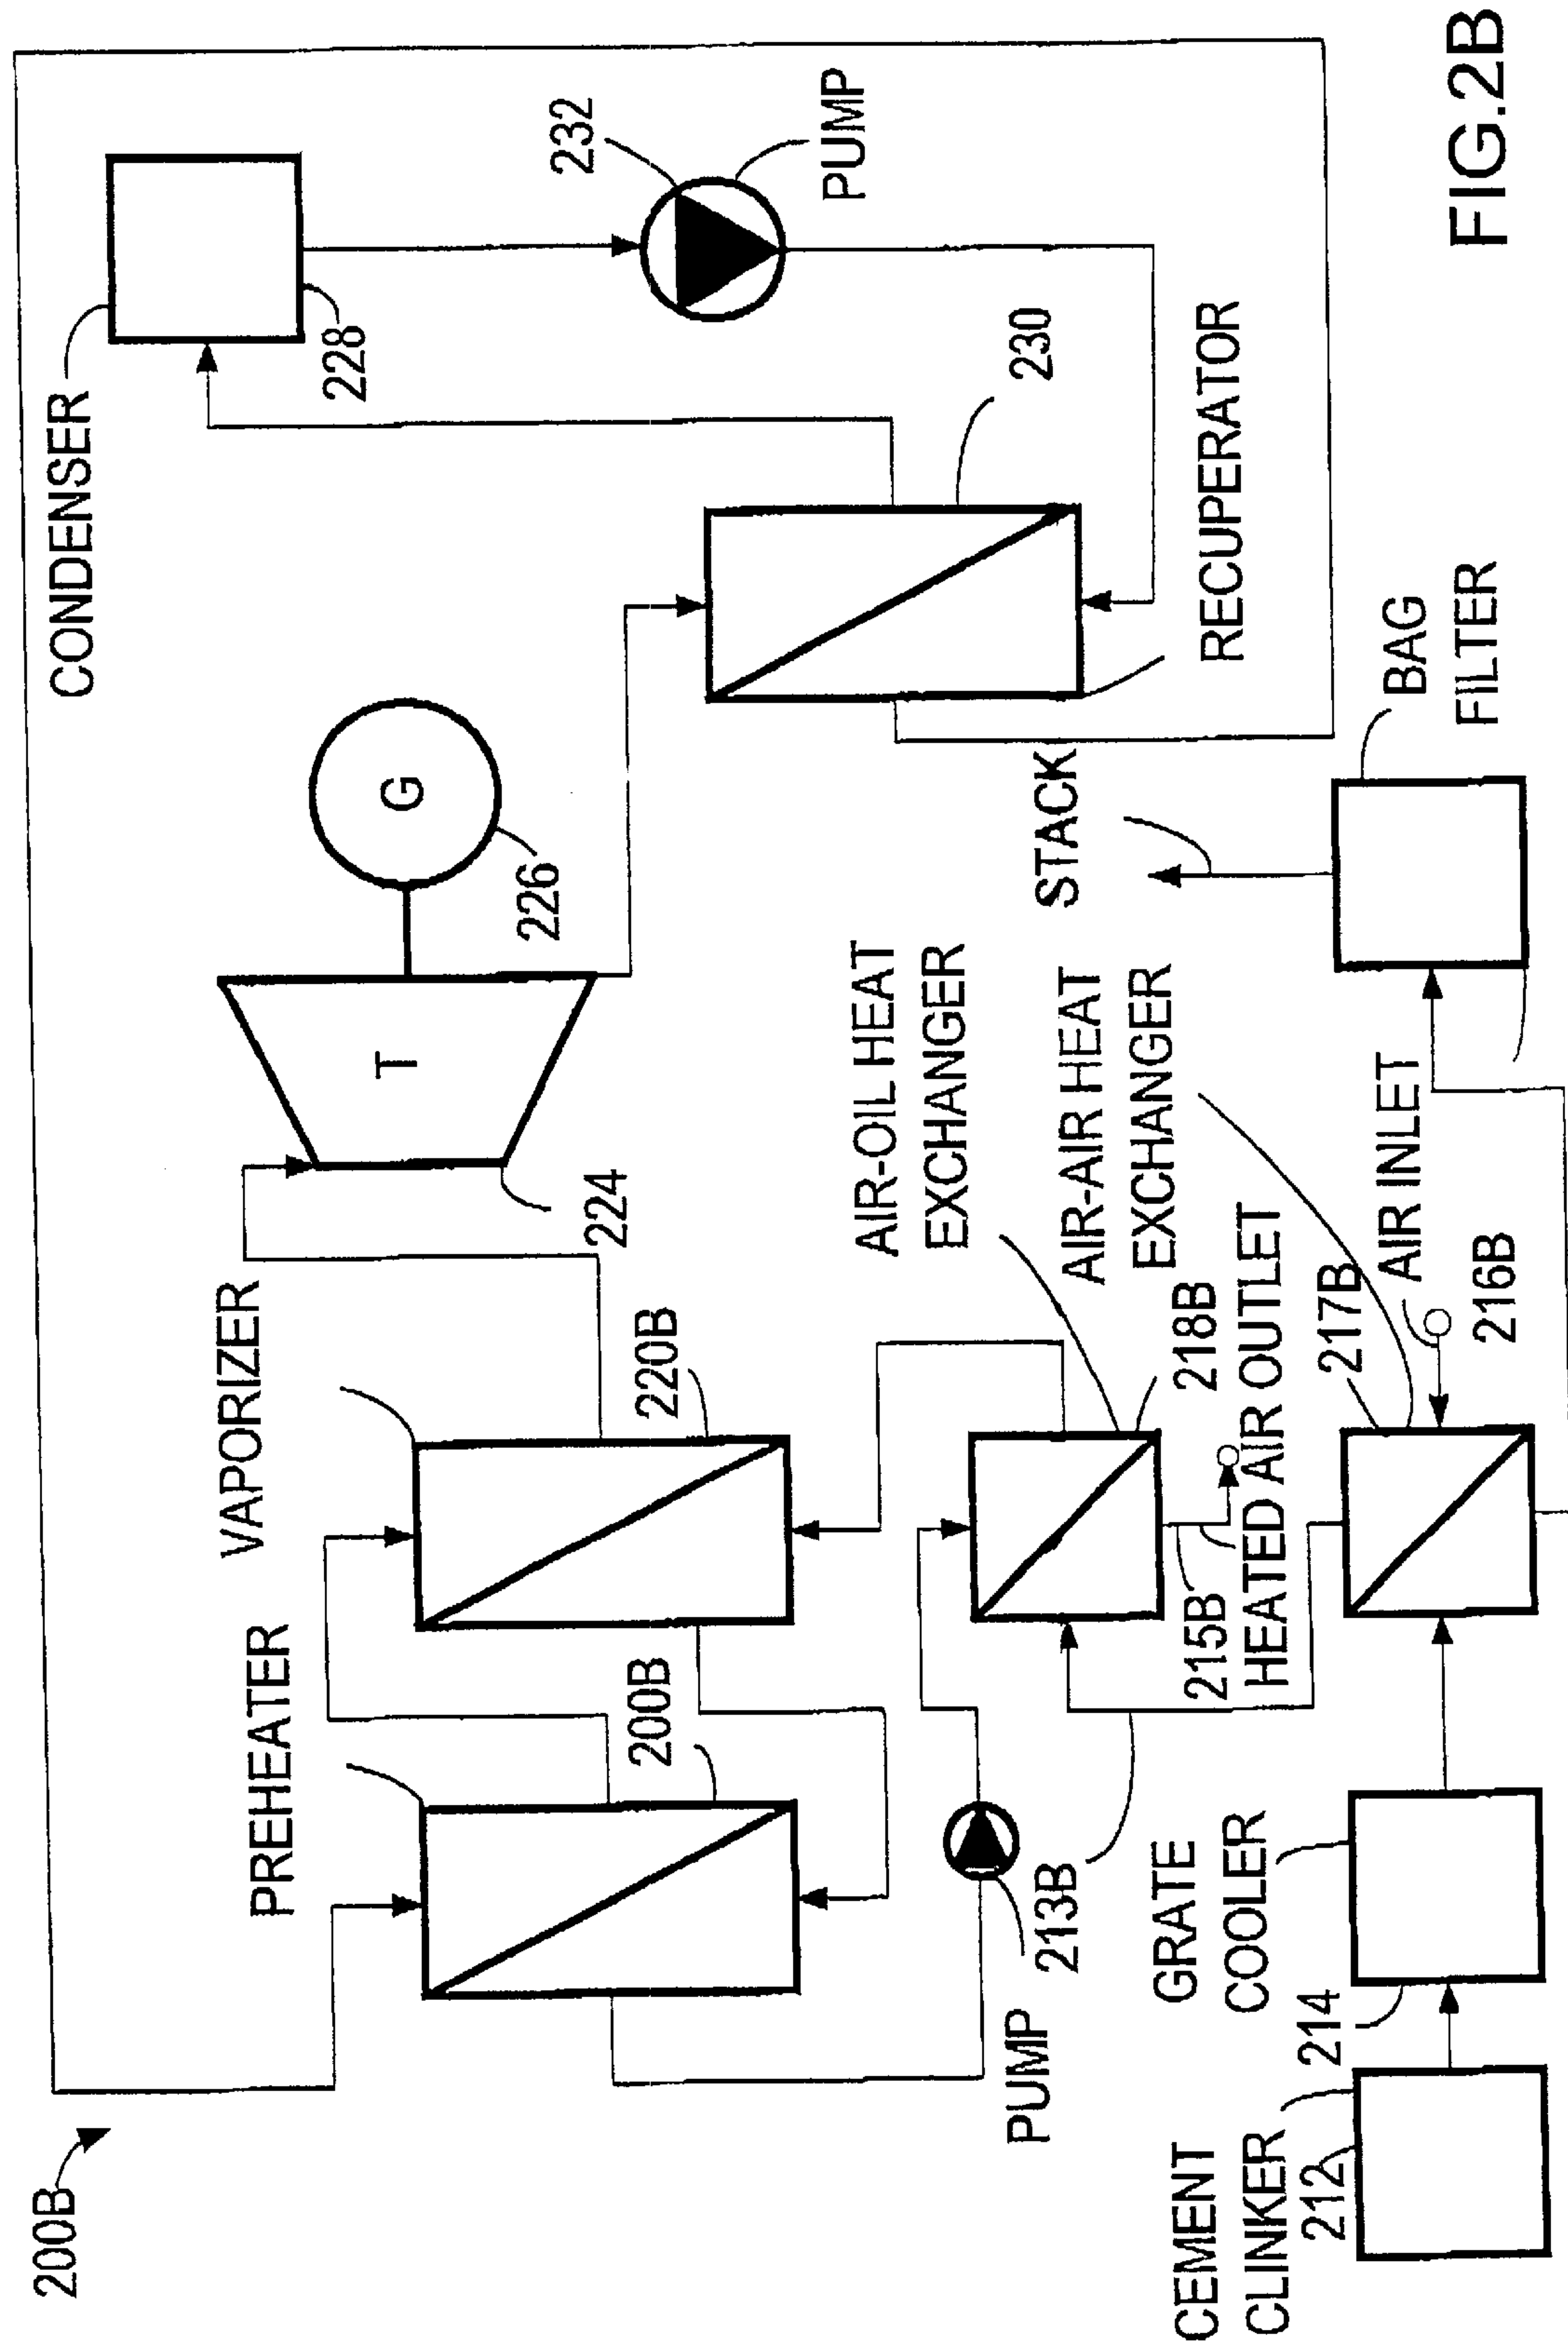 200B
CONDENSER
228
232
PUMP
G
226
T
224
230
RECUPERATOR
VAPORIZER
220B
PREHEATER
200B
AIR-OIL HEAT
EXCHANGER
218B
AIR-AIR HEAT
EXCHANGER
217B
STACK
BAG
FILTER
AIR INLET
216B
HEATED AIR OUTLET
215B
213B
PUMP
GRATE
COOLER
214
CEMENT
CLINKER
212
FIG.2B